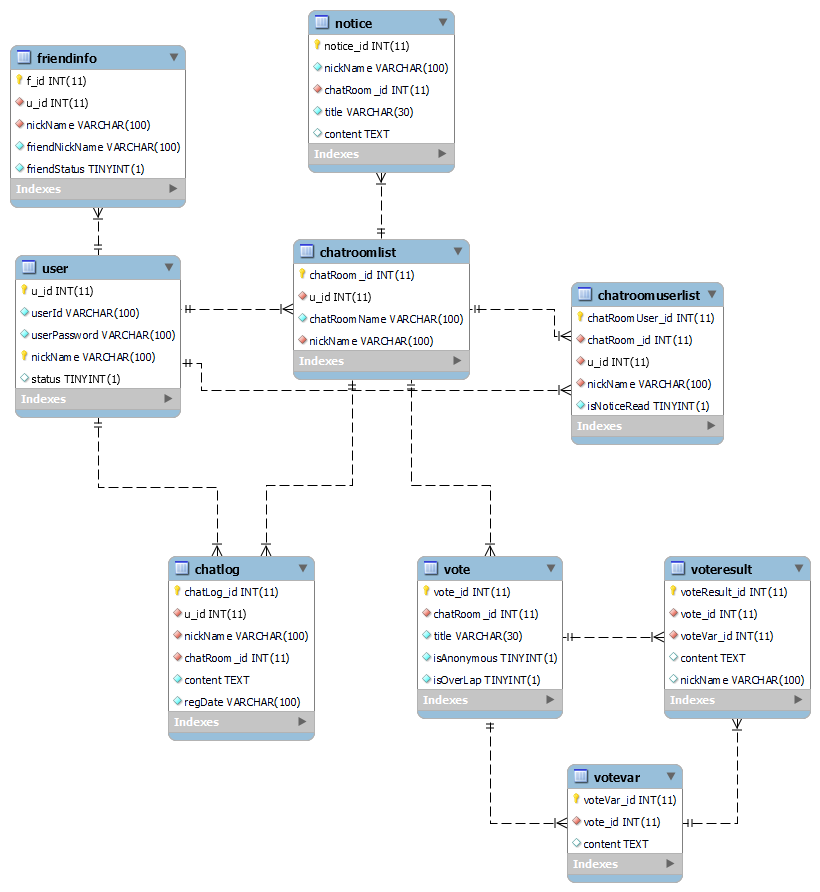 notice
notice_id INT(11)
nickName VARCHAR(100)
chatRoom_id INT(11)
title VARCHAR(30)
content TEXT
Indexes
friendinfo
f_id INT(11)
u_id INT(11)
nickName VARCHAR(100)
friendNickName VARCHAR(100)
friendStatus TINYINT(1)
Indexes
user
u_id INT(11)
userId VARCHAR(100)
userPassword VARCHAR(100)
nickName VARCHAR(100)
status TINYINT(1)
Indexes
chatroomlist
chatRoom_id INT(11)
u_id INT(11)
chatRoomName VARCHAR(100)
nickName VARCHAR(100)
Indexes
chatroomuserlist
chatRoomUser_id INT(11)
chatRoom_id INT(11)
u_id INT(11)
nickName VARCHAR(100)
isNoticeRead TINYINT(1)
Indexes
chatlog
chatLog_id INT(11)
u_id INT(11)
nickName VARCHAR(100)
chatRoom_id INT(11)
content TEXT
regDate VARCHAR(100)
Indexes
vote
vote_id INT(11)
chatRoom_id INT(11)
title VARCHAR(30)
isAnonymous TINYINT(1)
isOverLap TINYINT(1)
Indexes
voteresult
voteResult_id INT(11)
vote_id INT(11)
voteVar_id INT(11)
content TEXT
nickName VARCHAR(100)
Indexes
votevar
voteVar_id INT(11)
vote_id INT(11)
content TEXT
Indexes